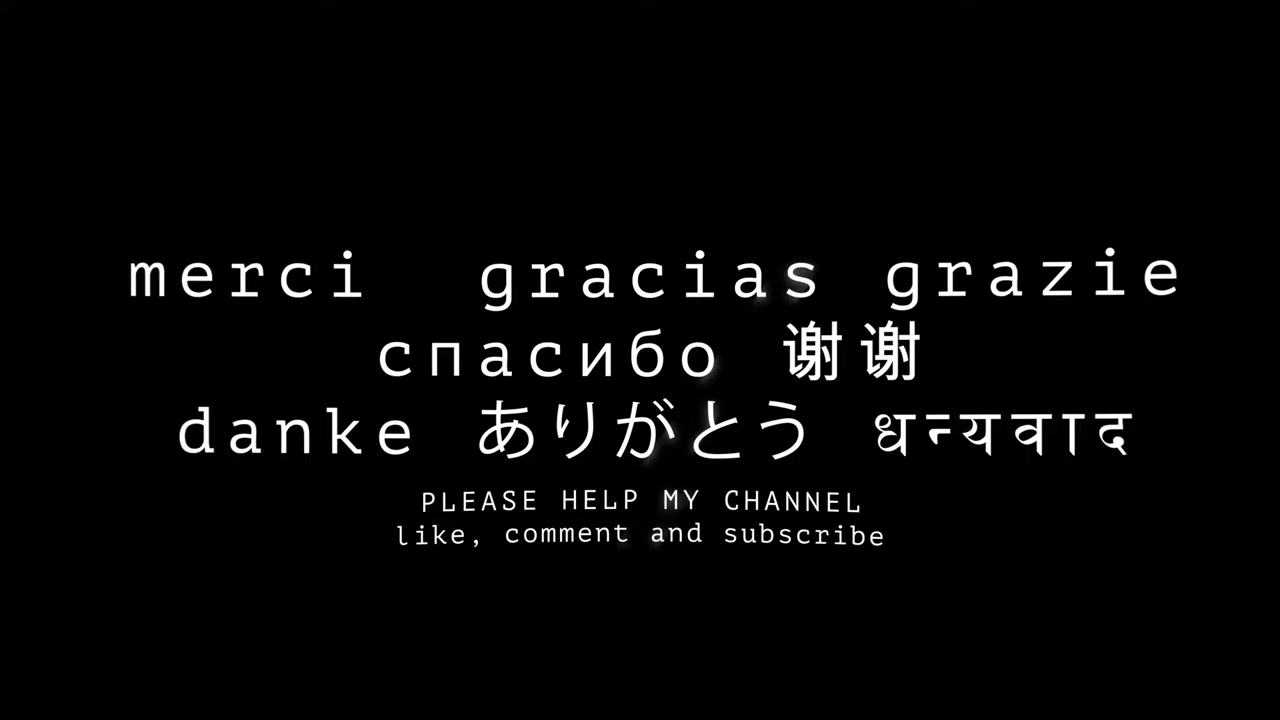 merci gracias grazie
спасибо 谢谢
danke ありがとう धन्यवाद
PLEASE HELP MY CHANNEL
like, comment and subscribe